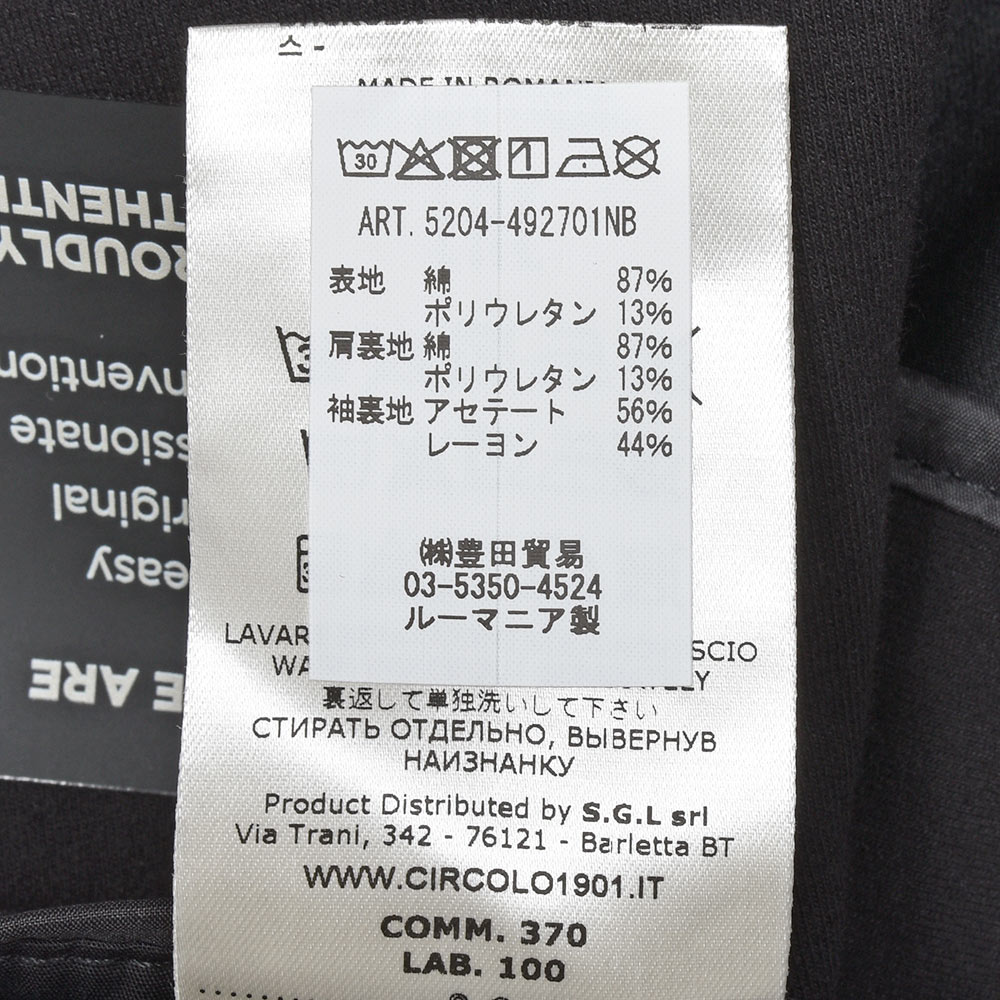 MADE IN ROMANIA
30
ART. 5204-492701NB
表地 綿 87%
ポリウレタン 13%
肩裏地 綿 87%
ポリウレタン 13%
袖裏地 アセテート 56%
レーヨン 44%
㈱豊田貿易
03-5350-4524
ルーマニア製
裏返して単独洗いして下さい
СТИРАТЬ ОТДЕЛЬНО, ВЫВЕРНУВ
НАИЗНАНКУ
Product Distributed by S.G.L srl
Via Trani, 342 - 76121 - Barletta BT
WWW.CIRCOLO1901.IT
COMM. 370
LAB. 100
ARE
easy